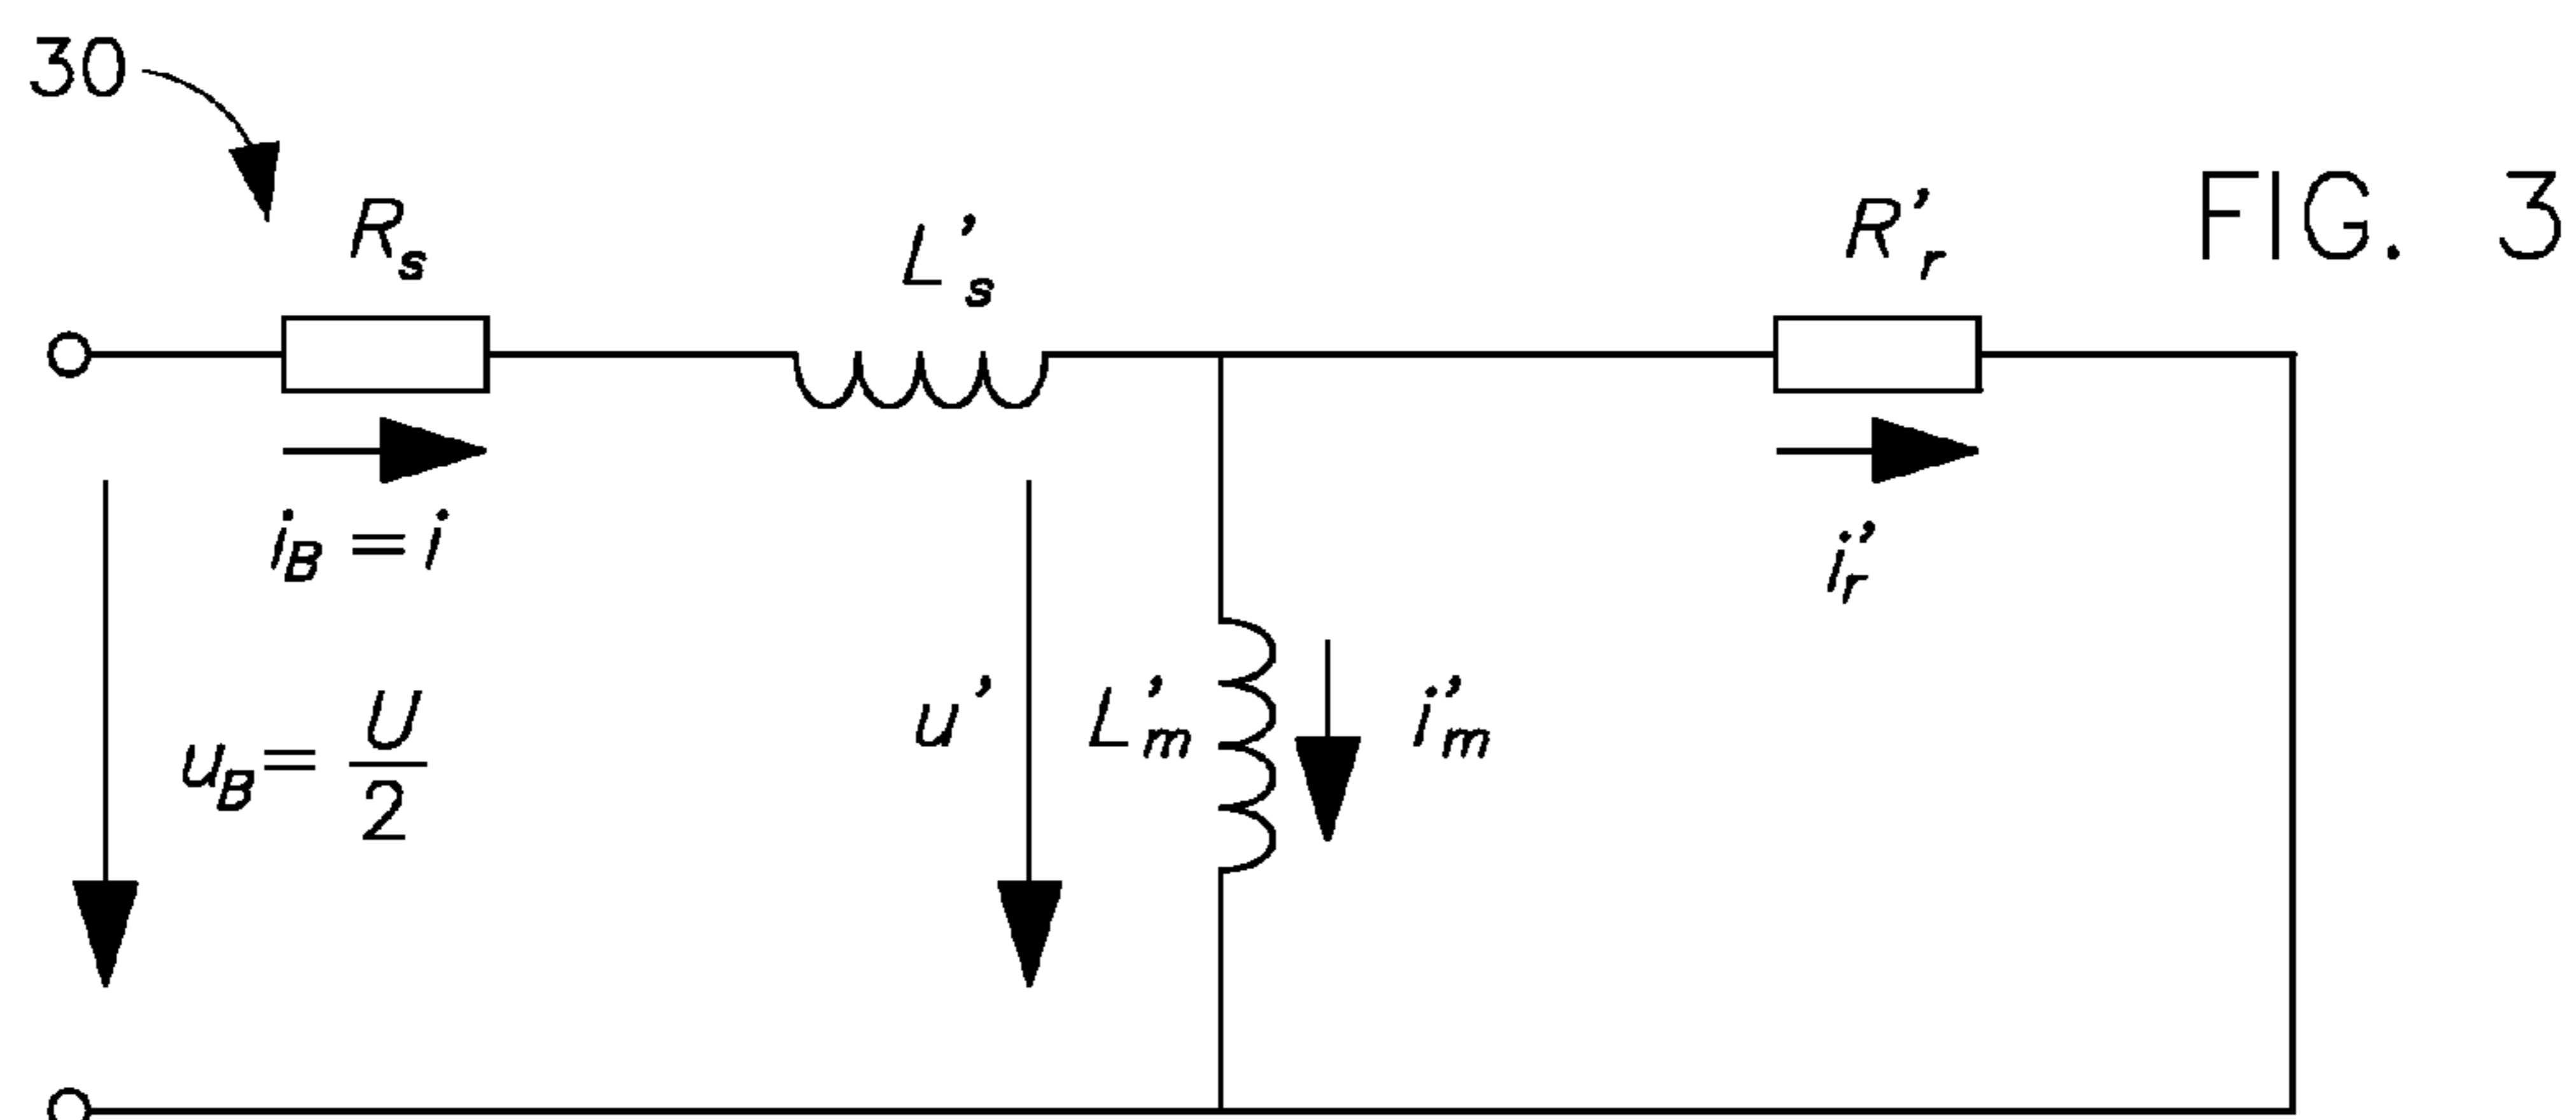 30
FIG. 3
R_s
L'_s
R'_r
i_B = i
i'_r
u_B = U/2
u'
L'_m
i'_m